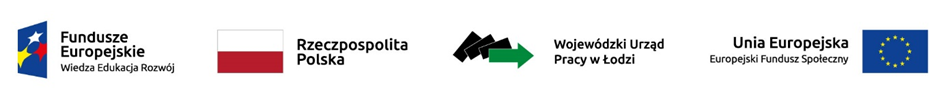 Fundusze
Europejskie
Wiedza Edukacja Rozwój
Rzeczpospolita
Polska
Wojewódzki Urząd
Pracy w Łodzi
Unia Europejska
Europejski Fundusz Społeczny